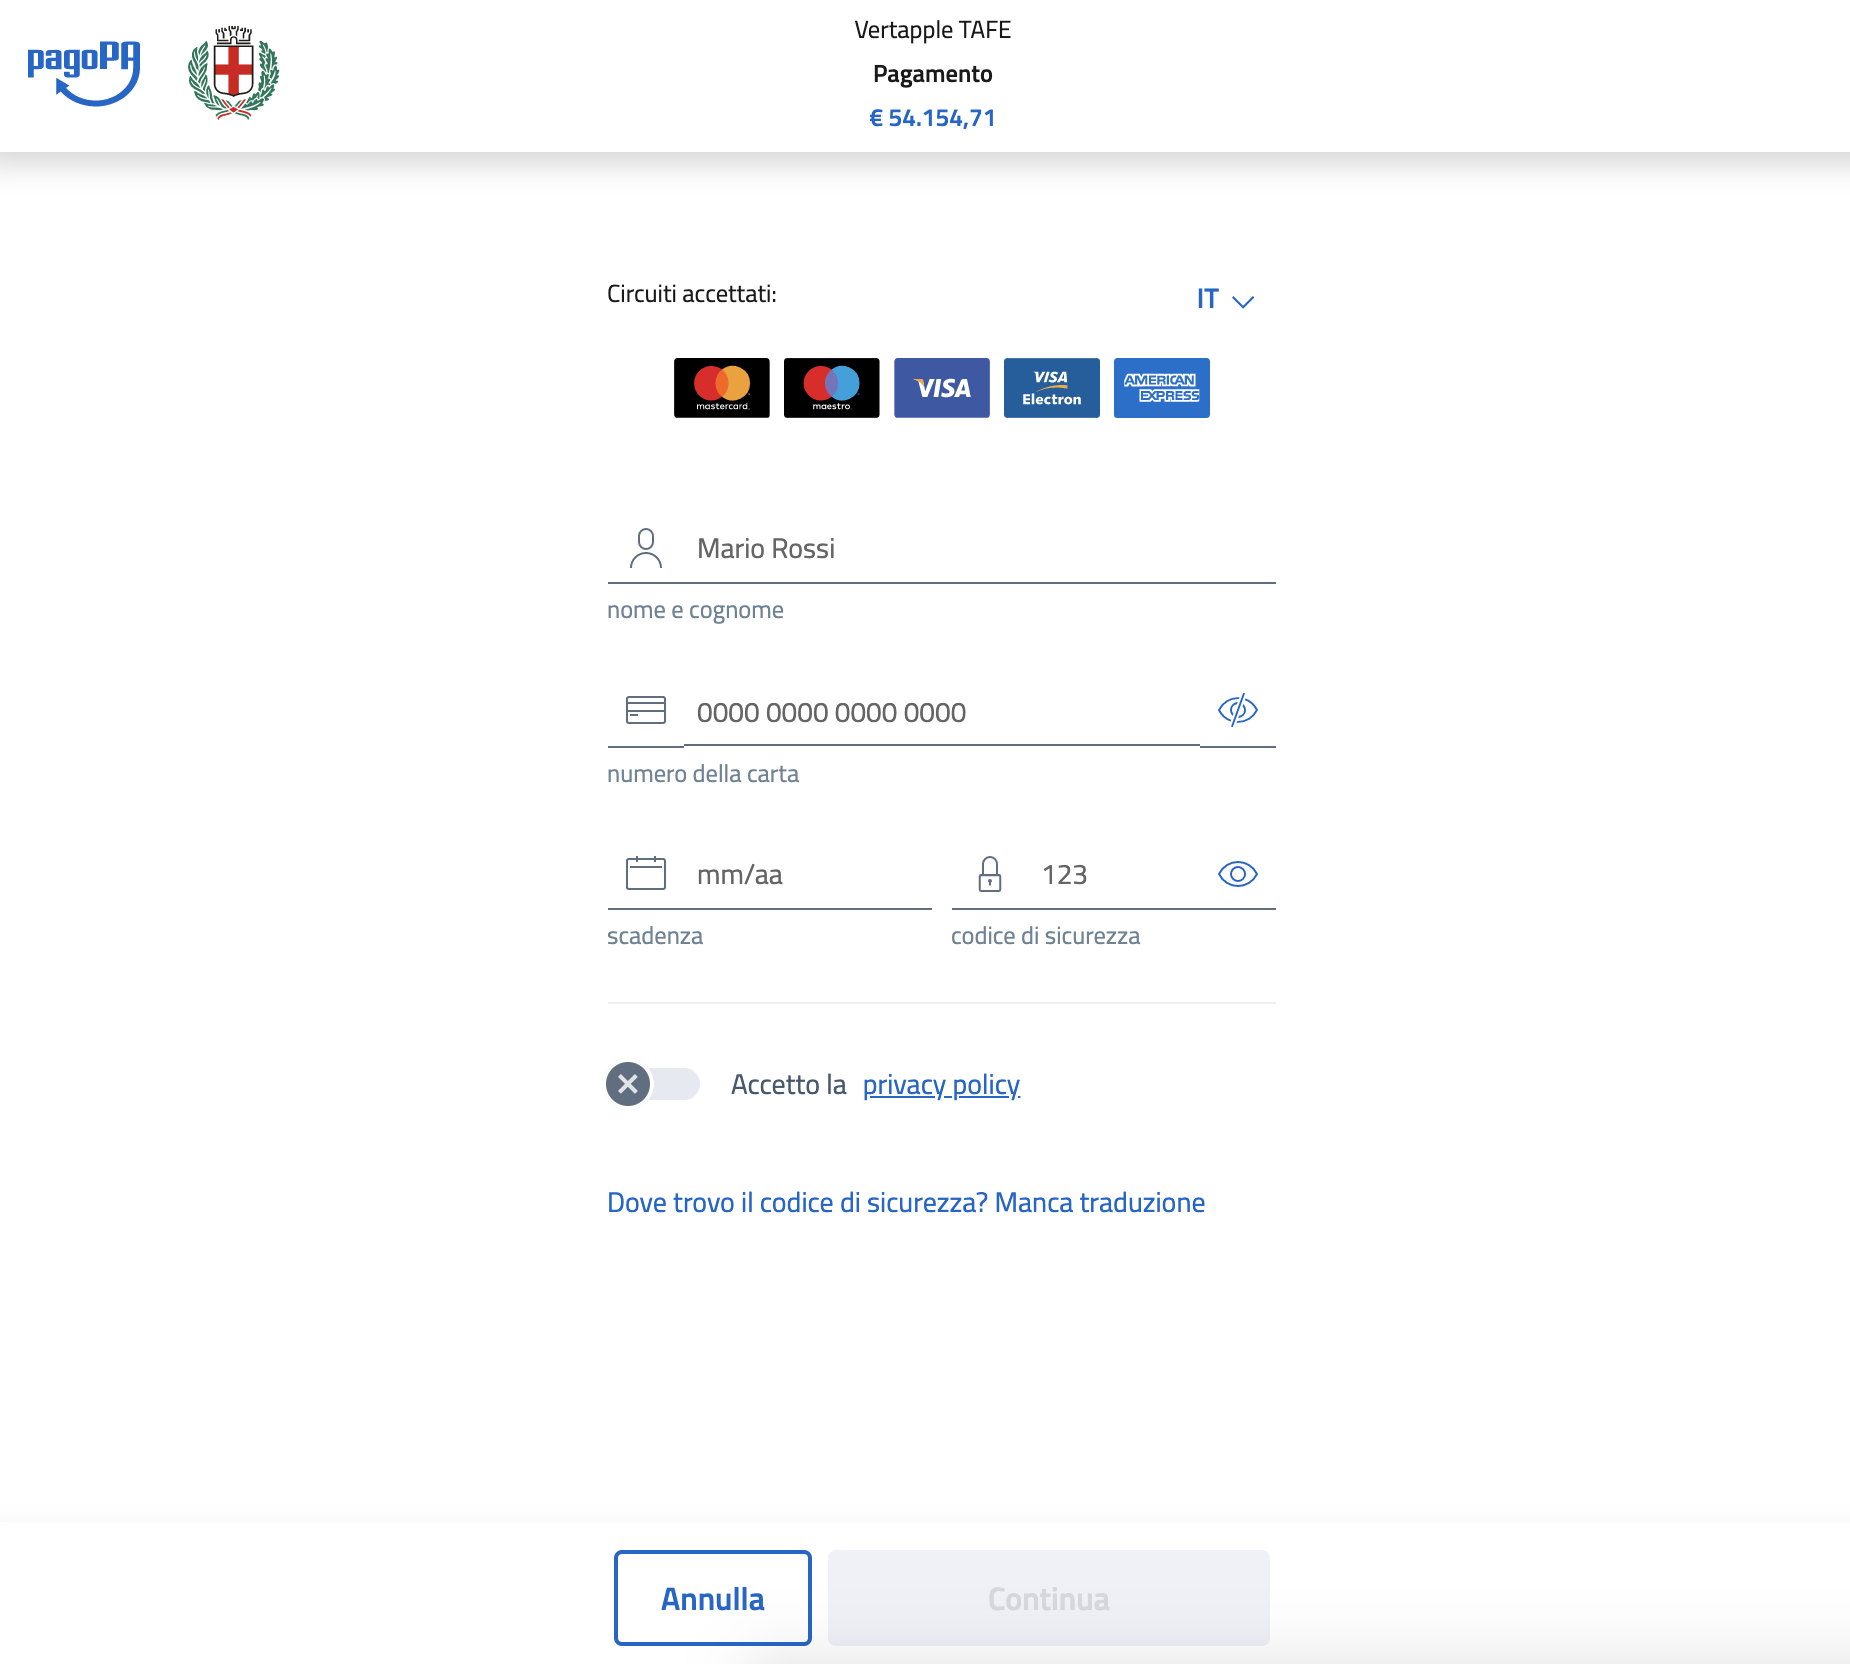 pagoPA
Vertapple TAFE
Pagamento
€ 54.154,71
Circuiti accettati:
IT
mastercard.
maestro
VISA
VISA
Electron
AMERICAN
EXPRESS
Mario Rossi
nome e cognome
0000 0000 0000 0000
numero della carta
mm/aa
123
scadenza
codice di sicurezza
Accetto la privacy policy
Dove trovo il codice di sicurezza? Manca traduzione
Annulla
Continua